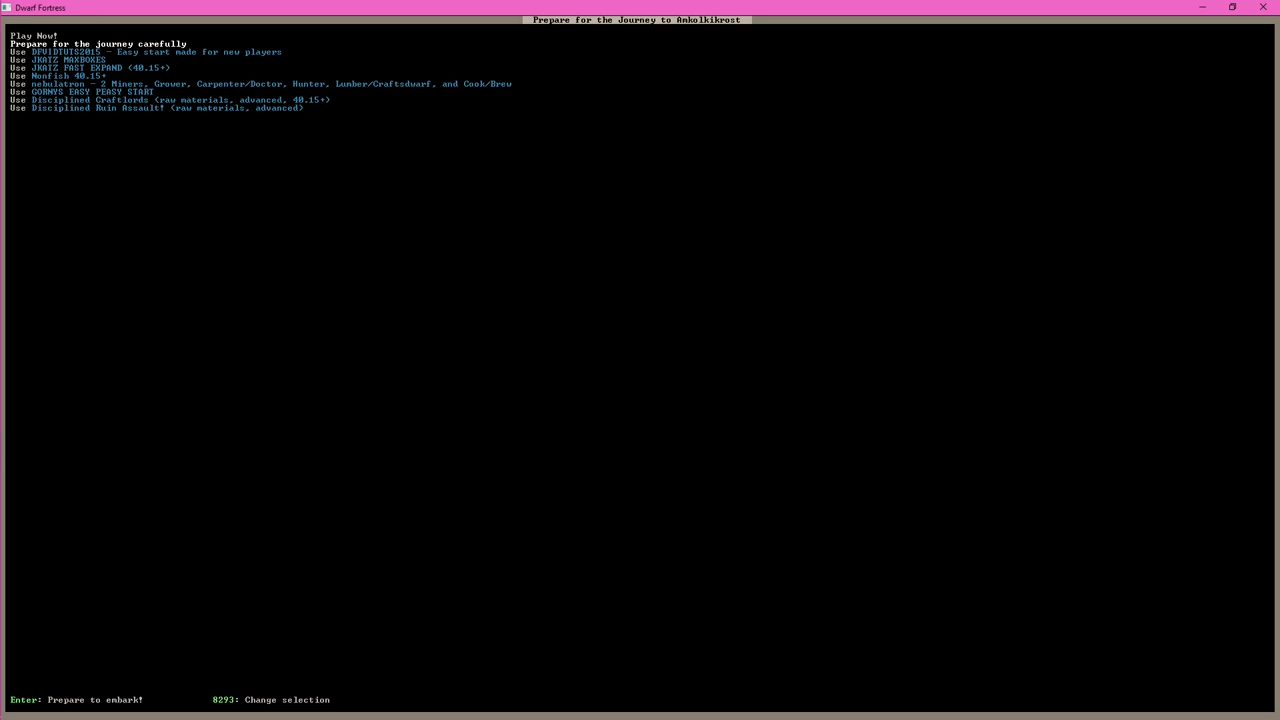 Dwarf Fortress
Prepare for the Journey to Amkolkikrost
Play Now!
Prepare for the journey carefully
Use DFVIDTUTS2015 - Easy start made for new players
Use JKATZ MAXBOXES
Use JKATZ FAST EXPAND (40.15+)
Use Nonfish 40.15+
Use nebulatron - 2 Miners, Grower, Carpenter/Doctor, Hunter, Lumber/Craftsdwarf, and Cook/Brew
Use GORNYS EASY PEASY START
Use Disciplined Craftlords (raw materials, advanced, 40.15+)
Use Disciplined Ruin Assault! (raw materials, advanced)
Enter: Prepare to embark! 8293: Change selection